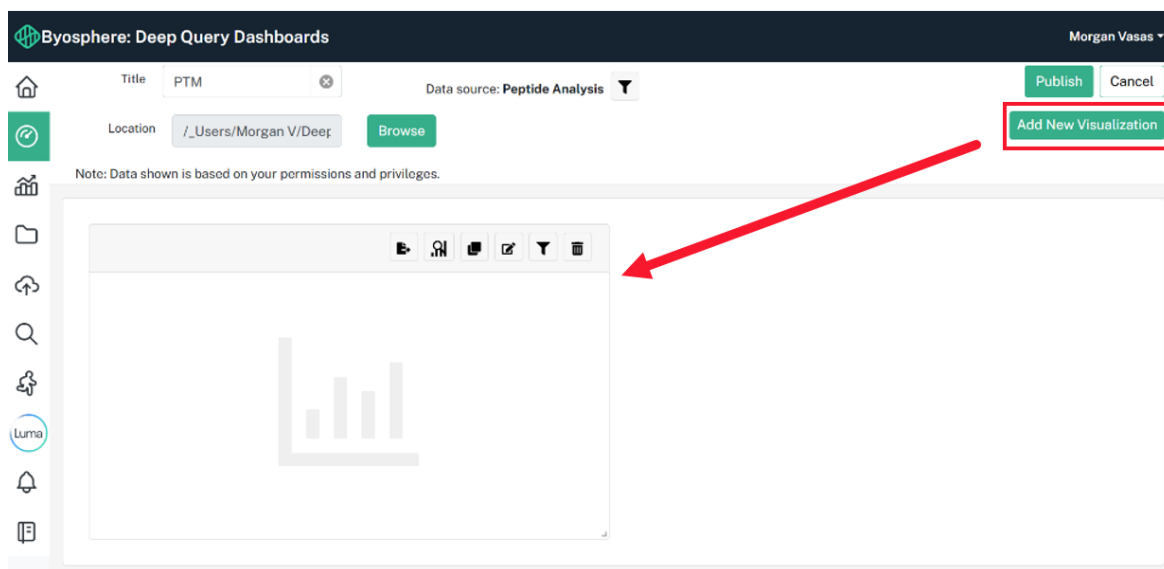 Byosphere: Deep Query Dashboards
Morgan Vasas
Title
PTM
Data source: Peptide Analysis
Publish
Cancel
Location
/_Users/Morgan V/Deep
Browse
Add New Visualization
Note: Data shown is based on your permissions and privileges.
Luma